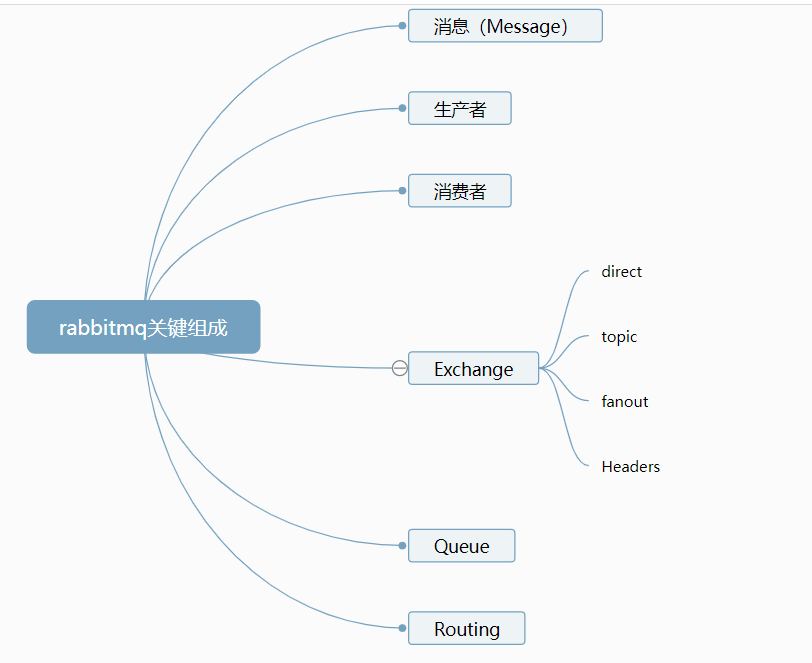 rabbitmq关键组成
消息（Message）
生产者
消费者
Exchange
direct
topic
fanout
Headers
Queue
Routing